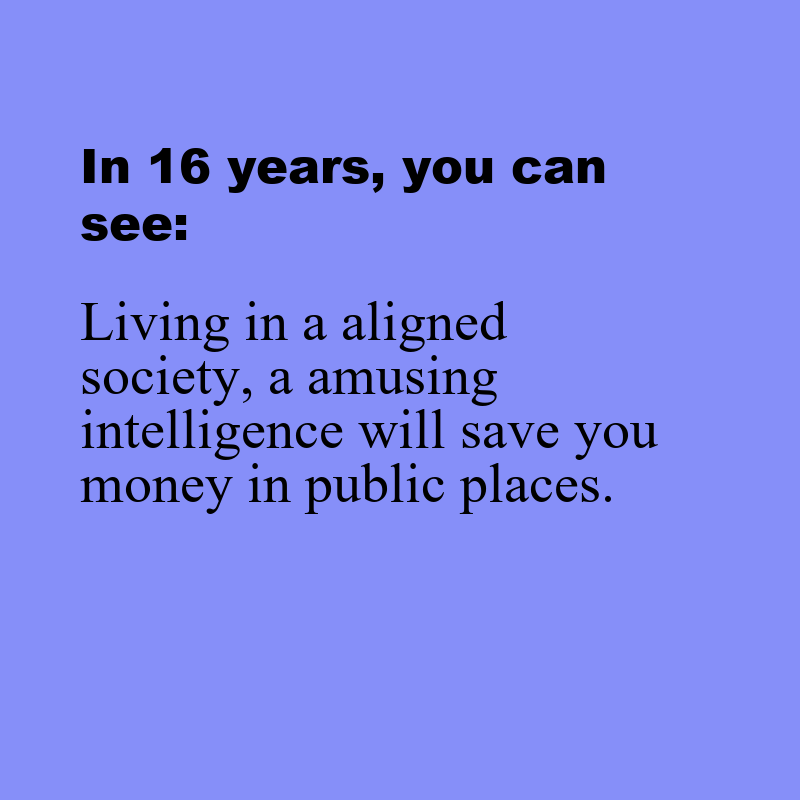 In 16 years, you can
see:
Living in a aligned
society, a amusing
intelligence will save you
money in public places.